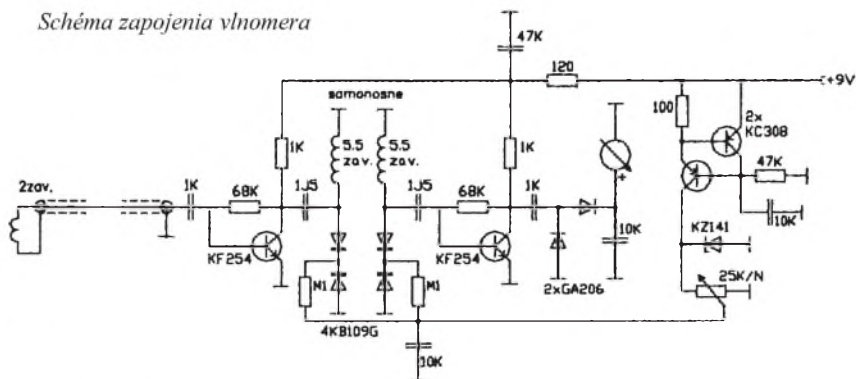 Schéma zapojenia vlnomera
47K
120
+9V
samonosne
100
2x
KC308
5.5
zav.
5.5
zav.
1K
1K
47K
2zav.
1K
68K
1J5
1J5
68K
1K
+
10K
10K
KZ141
KF254
KF254
25K/N
M1
M1
2xGA206
4KB109G
10K